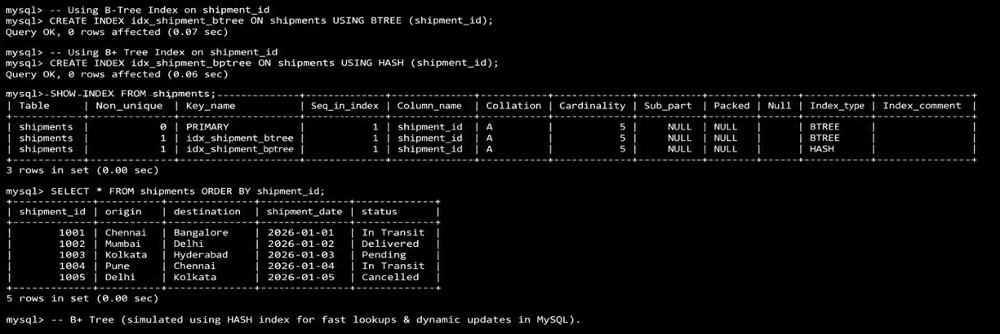 mysql> -- Using B-Tree Index on shipment_id
mysql> CREATE INDEX idx_shipment_btree ON shipments USING BTREE (shipment_id);
Query OK, 0 rows affected (0.07 sec)
mysql> -- Using B+ Tree Index on shipment_id
mysql> CREATE INDEX idx_shipment_bptree ON shipments USING HASH (shipment_id);
Query OK, 0 rows affected (0.06 sec)
mysql> SHOW INDEX FROM shipments;
| Table | Non_unique | Key_name | Seq_in_index | Column_name | Collation | Cardinality | Sub_part | Packed | Null | Index_type | Index_comment |
| shipments | 0 | PRIMARY | 1 | shipment_id | A | 5 | NULL | NULL | | BTREE | |
| shipments | 1 | idx_shipment_btree | 1 | shipment_id | A | 5 | NULL | NULL | | BTREE | |
| shipments | 1 | idx_shipment_bptree | 1 | shipment_id | A | 5 | NULL | NULL | | HASH | |
3 rows in set (0.00 sec)
mysql> SELECT * FROM shipments ORDER BY shipment_id;
| shipment_id | origin | destination | shipment_date | status |
| 1001 | Chennai | Bangalore | 2026-01-01 | In Transit |
| 1002 | Mumbai | Delhi | 2026-01-02 | Delivered |
| 1003 | Kolkata | Hyderabad | 2026-01-03 | Pending |
| 1004 | Pune | Chennai | 2026-01-04 | In Transit |
| 1005 | Delhi | Kolkata | 2026-01-05 | Cancelled |
5 rows in set (0.00 sec)
mysql> -- B+ Tree (simulated using HASH index for fast lookups & dynamic updates in MySQL).